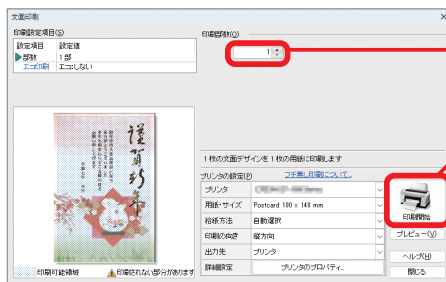 文面印刷
印刷設定項目(S)
設定項目 設定値
部数 1部
エコ印刷 エコ:しない
印刷部数(O)
1
謹賀新年
印刷可能領域
印刷されない部分があります
1枚の文面デザインを1枚の用紙に印刷します
プリンタの設定(P) フチ無し印刷について...
プリンタ
用紙・サイズ Postcard 100 x 148 mm
給紙方法 自動選択
印刷の向き 縦方向
出力先 プリンタ
詳細設定 プリンタのプロパティ...
印刷開始
プレビュー(V)
ヘルプ(H)
閉じる